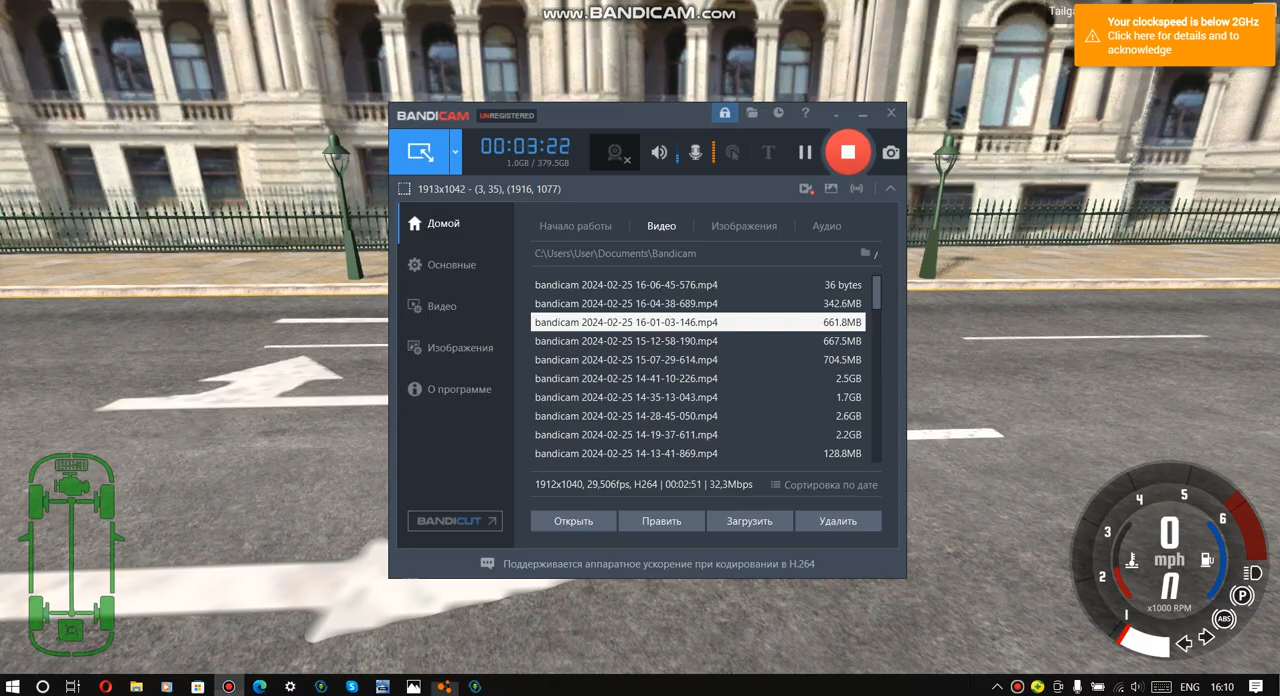 www.BANDICAM.com
Your clockspeed is below 2GHz
Click here for details and to
acknowledge
BANDICAM UNREGISTERED
?
00:03:22
1.0GB / 379.5GB
T
1913x1042 - (3, 35), (1916, 1077)
Домой
Основные
Видео
Изображения
О программе
Начало работы Видео Изображения Аудио
C:\Users\User\Documents\Bandicam
bandicam 2024-02-25 16-06-45-576.mp4 36 bytes
bandicam 2024-02-25 16-04-38-689.mp4 342.6MB
bandicam 2024-02-25 16-01-03-146.mp4 661.8MB
bandicam 2024-02-25 15-12-58-190.mp4 667.5MB
bandicam 2024-02-25 15-07-29-614.mp4 704.5MB
bandicam 2024-02-25 14-41-10-226.mp4 2.5GB
bandicam 2024-02-25 14-35-13-043.mp4 1.7GB
bandicam 2024-02-25 14-28-45-050.mp4 2.6GB
bandicam 2024-02-25 14-19-37-611.mp4 2.2GB
bandicam 2024-02-25 14-13-41-869.mp4 128.8MB
1912x1040, 29,506fps, H264 | 00:02:51 | 32,3Mbps Сортировка по дате
Открыть Править Загрузить Удалить
BANDICUT
Поддерживается аппаратное ускорение при кодировании в H.264
1 2 3 4 5 6
0
mph
n
x1000 RPM
P
ABS
ENG 16:10